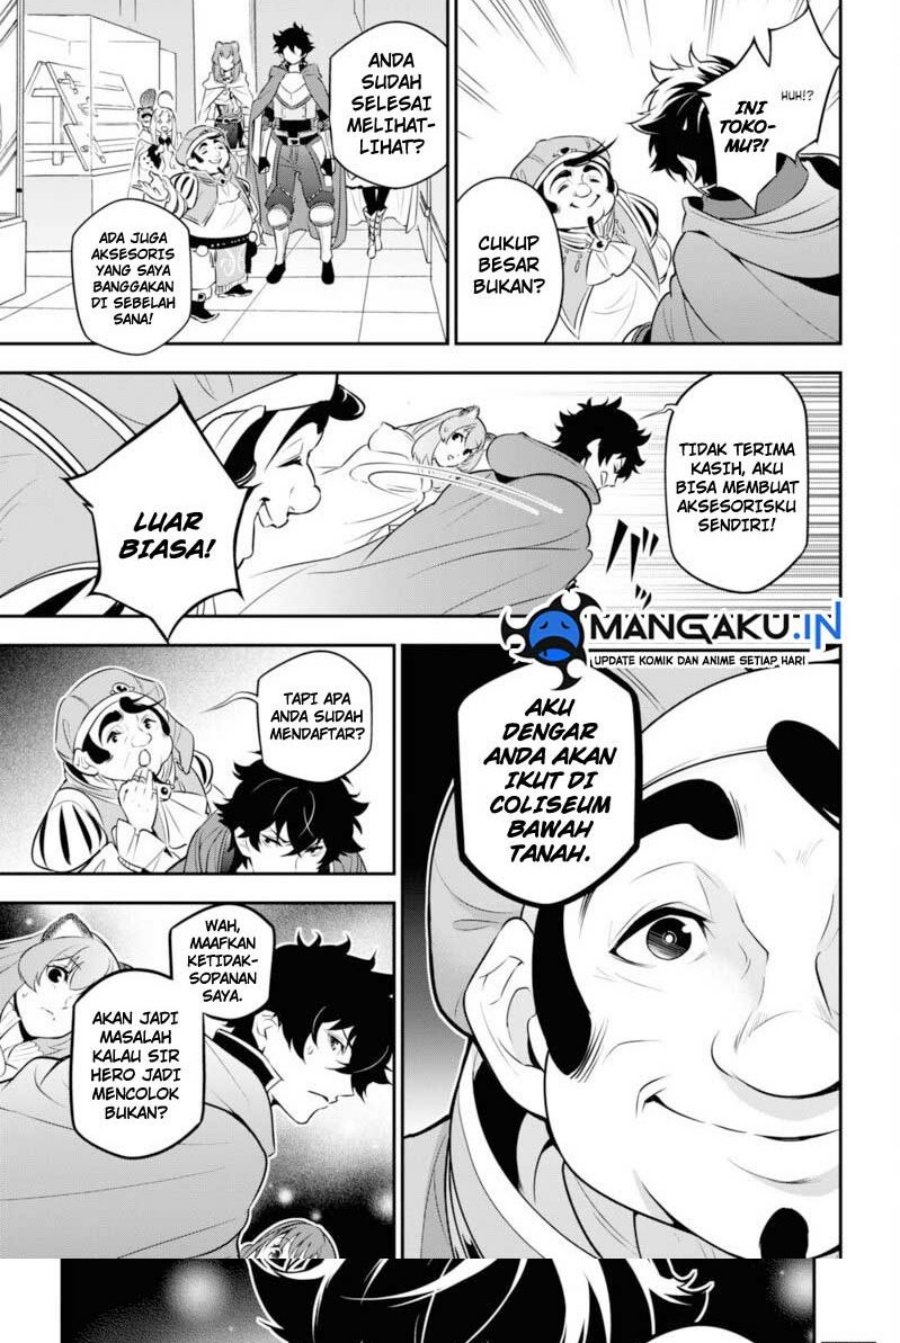 HUH!?
INI
TOKO-
MU?!
CUKUP
BESAR
BUKAN?
ANDA
SUDAH
SELESAI
MELIHAT-
LIHAT?
ADA JUGA
AKSESORIS
YANG SAYA
BANGGAKAN
DI SEBELAH
SANA!
TIDAK TERIMA
KASIH, AKU
BISA MEMBUAT
AKSESORISKU
SENDIRI!
LUAR
BIASA!
MANGAKU.IN
UPDATE KOMIK DAN ANIME SETIAP HARI
AKU
DENGAR
ANDA AKAN
IKUT DI
COLISEUM
BAWAH
TANAH.
TAPI APA
ANDA SUDAH
MENDAFTAR?
WAH,
MAAFKAN
KETIDAK-
SOPANAN
SAYA.
AKAN JADI
MASALAH
KALAU SIR
HERO JADI
MENCOLOK
BUKAN?